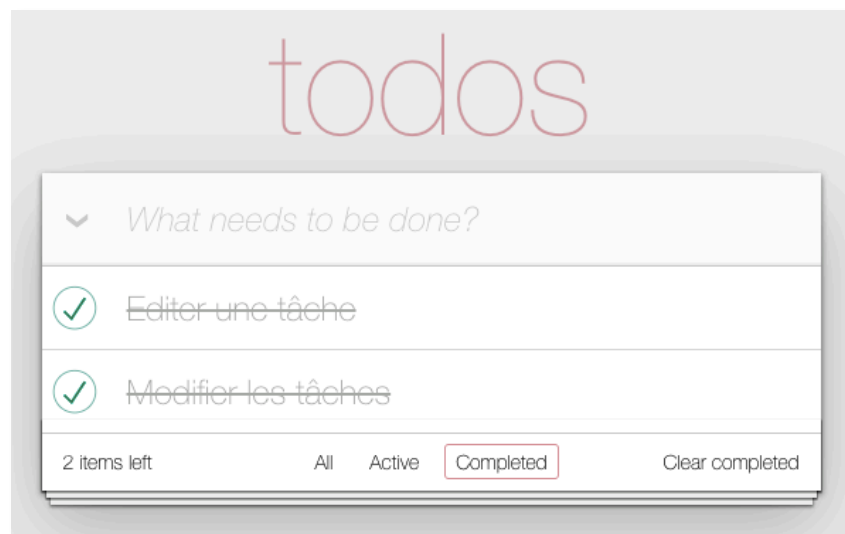 todos
What needs to be done?
Editer une tâche
Modifier les tâches
2 items left All Active Completed Clear completed